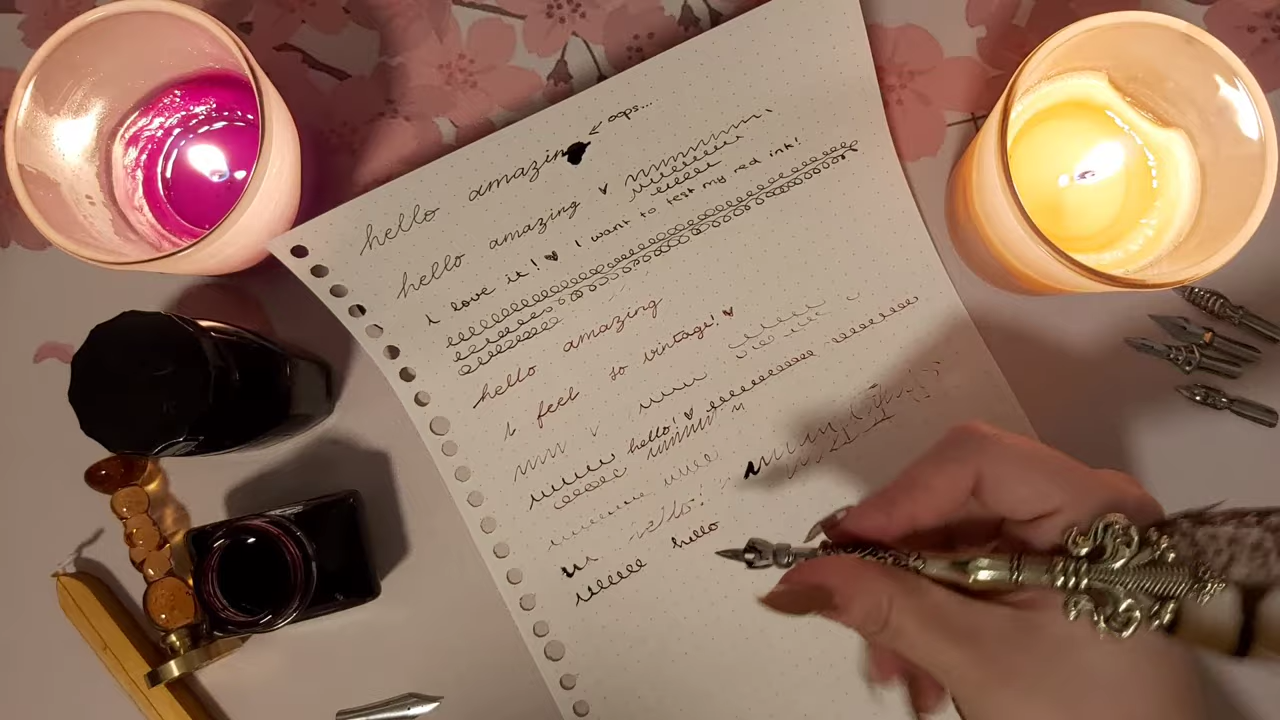 oops...
hello amazing
hello amazing
i love it! I want to test my red ink!
hello amazing
i feel so vintage!
hello!
hello!
hello